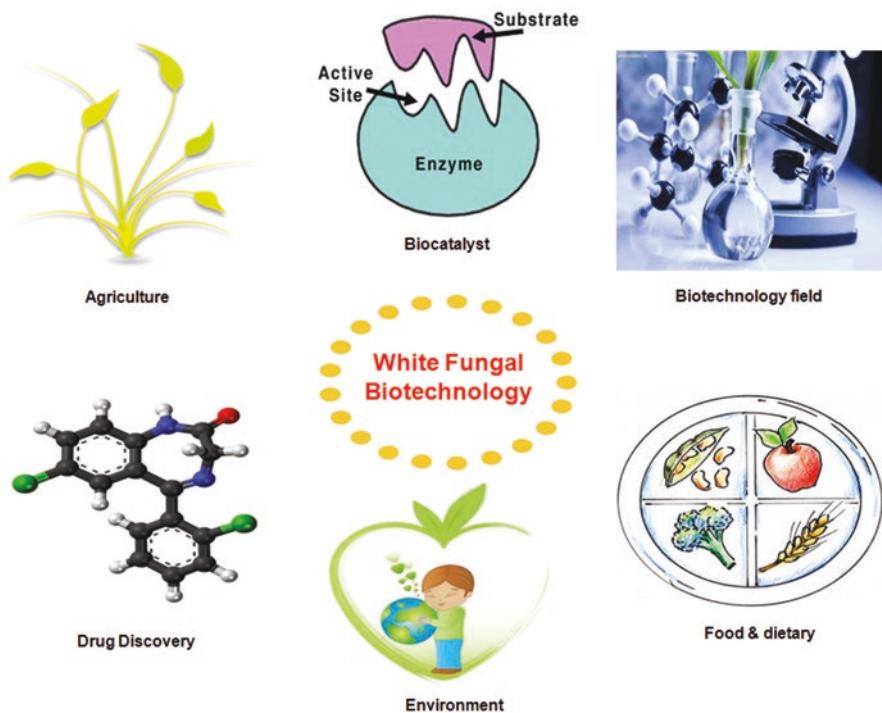 Substrate
Active
Site
Enzyme
Biocatalyst
Agriculture
Biotechnology field
White Fungal
Biotechnology
Drug Discovery
Food & dietary
Environment